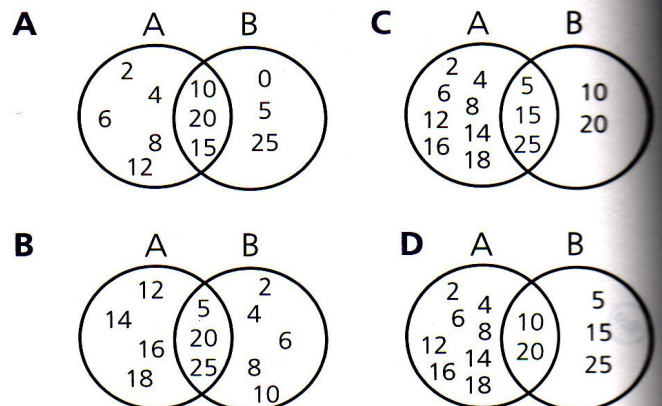 A
A B
2 4 6 8 12
10 20 15
0 5 25
C
A B
2 4 6 8 12 14 16 18
5 15 25
10 20
B
A B
12 14 16 18
5 20 25
2 4 6 8 10
D
A B
2 4 6 8 12 14 16 18
10 20
5 15 25